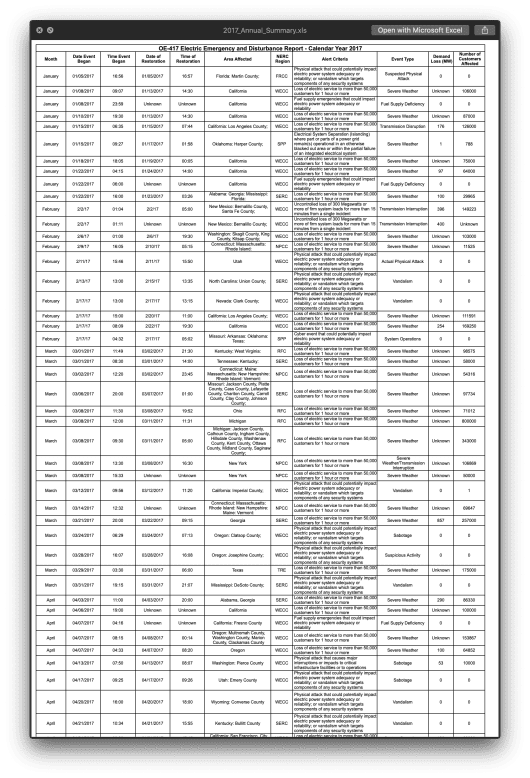 2017_Annual_Summary.xls
Open with Microsoft Excel
OE-417 Electric Emergency and Disturbance Report - Calendar Year 2017
Month Date Event Began Time Event Began Date of Restoration Time of Restoration Area Affected NERC Region Alert Criteria Event Type Demand Loss (MW) Number of Customers Affected
January 01/05/2017 16:56 01/05/2017 16:57 Florida: Martin County; FRCC Physical attack that could potentially impact electric power system adequacy or reliability; or vandalism which targets components of any security systems Suspected Physical Attack 0 0
January 01/08/2017 09:07 01/13/2017 14:30 California WECC Loss of electric service to more than 50,000 customers for 1 hour or more Severe Weather Unknown
January 01/08/2017 23:59 Unknown Unknown California WECC Fuel supply emergencies that could impact electric power system adequacy or reliability Fuel Supply Deficiency 0 0
January 01/10/2017 19:30 01/13/2017 14:30 California WECC Loss of electric service to more than 50,000 customers for 1 hour or more Severe Weather Unknown 87000
January 01/15/2017 06:35 01/15/2017 07:44 California: Los Angeles County; WECC Loss of electric service to more than 50,000 customers for 1 hour or more Transmission Disruption 176 126000
January 01/15/2017 09:27 01/17/2017 01:58 Oklahoma: Harper County; SPP Electrical System Separation (Islanding) where part or parts of a power grid remain(s) operational in an otherwise blacked out area or within the partial failure of an integrated electrical system Severe Weather 1 788
January 01/18/2017 18:05 01/19/2017 00:05 California WECC Loss of electric service to more than 50,000 customers for 1 hour or more Severe Weather Unknown 75000
January 01/22/2017 04:15 01/24/2017 14:00 California WECC Loss of electric service to more than 50,000 customers for 1 hour or more Severe Weather 97 64000
January 01/22/2017 06:00 Unknown Unknown California WECC Fuel supply emergencies that could impact electric power system adequacy or reliability Fuel Supply Deficiency 0 0
January 01/22/2017 16:00 01/23/2017 03:26 Alabama; Georgia; Mississippi; Florida: SERC Loss of electric service to more than 50,000 customers for 1 hour or more Severe Weather 100 29965
February 2/1/17 01:04 2/2/17 05:00 New Mexico: Bernalillo County, Santa Fe County; WECC Uncontrolled loss of 300 Megawatts or more of firm system loads for more than 15 minutes from a single incident Transmission Interruption 396 149223
February 2/2/17 01:11 Unknown Unknown New Mexico: Bernalillo County; WECC Uncontrolled loss of 300 Megawatts or more of firm system loads for more than 15 minutes from a single incident Transmission Interruption 400 Unknown
February 2/6/17 01:00 2/6/17 19:30 Washington: Skagit County, King County, Kitsap County; WECC Loss of electric service to more than 50,000 customers for 1 hour or more Severe Weather Unknown
February 2/9/17 16:05 2/10/17 05:15 Connecticut; Massachusetts; Rhode Island; NPCC Loss of electric service to more than 50,000 customers for 1 hour or more Severe Weather Unknown 11525
February 2/11/17 15:46 2/11/17 15:50 Utah WECC Physical attack that could potentially impact electric power system adequacy or reliability; or vandalism which targets components of any security systems Actual Physical Attack 0 0
February 2/13/17 13:00 2/15/17 13:35 North Carolina: Union County; SERC Physical attack that could potentially impact electric power system adequacy or reliability; or vandalism which targets components of any security systems Vandalism 0 0
February 2/17/17 13:00 2/17/17 13:15 Nevada: Clark County; WECC Physical attack that could potentially impact electric power system adequacy or reliability; or vandalism which targets components of any security systems Vandalism 0 0
February 2/17/17 15:00 2/20/17 11:00 California: Los Angeles County; WECC Loss of electric service to more than 50,000 customers for 1 hour or more Severe Weather Unknown 111591
February 2/17/17 08:09 2/22/17 19:30 California WECC Loss of electric service to more than 50,000 customers for 1 hour or more Severe Weather 254 169250
February 2/17/17 04:32 2/17/17 05:02 Missouri; Arkansas; Oklahoma; Texas; SPP Cyber event that could potentially impact electric power system adequacy or reliability System Operations 0 0
March 03/01/2017 11:49 03/02/2017 21:30 Kentucky; West Virginia; RFC Loss of electric service to more than 50,000 customers for 1 hour or more Severe Weather Unknown 96575
March 03/01/2017 08:30 03/01/2017 14:00 Tennessee; Kentucky SERC Loss of electric service to more than 50,000 customers for 1 hour or more Severe Weather Unknown 58000
March 03/02/2017 12:25 03/02/2017 23:45 Connecticut; Maine; Massachusetts; New Hampshire; Rhode Island; Vermont; NPCC Loss of electric service to more than 50,000 customers for 1 hour or more Severe Weather Unknown 54316
March 03/06/2017 20:00 03/07/2017 01:00 Missouri: Jackson County, Platte County, Cass County, Lafayette County, Chariton County, Carroll County, Clay County, Johnson County; Loss of electric service to more than 50,000 customers for 1 hour or more Severe Weather Unknown 97734
March 03/08/2017 11:30 03/08/2017 19:52 Ohio RFC Loss of electric service to more than 50,000 customers for 1 hour or more Severe Weather Unknown 71012
March 03/08/2017 12:00 03/11/2017 11:31 Michigan RFC Loss of electric service to more than 50,000 customers for 1 hour or more Severe Weather Unknown 800000
March 03/08/2017 09:30 03/11/2017 05:00 Michigan: Jackson County, Calhoun County, Ingham County, Hillsdale County, Washtenaw County, Kent County, Ottawa County, Midland County, Saginaw County; RFC Loss of electric service to more than 50,000 customers for 1 hour or more Severe Weather Unknown 343000
March 03/08/2017 13:30 03/08/2017 16:30 New York NPCC Loss of electric service to more than 50,000 customers for 1 hour or more Severe Weather/Transmission Interruption Unknown 106869
March 03/08/2017 15:33 Unknown Unknown New York NPCC Loss of electric service to more than 50,000 customers for 1 hour or more Severe Weather Unknown
March 03/12/2017 09:56 03/12/2017 11:20 California: Imperial County; WECC Physical attack that could potentially impact electric power system adequacy or reliability; or vandalism which targets components of any security systems Vandalism 0 1
March 03/14/2017 12:32 Unknown Unknown Connecticut; Massachusetts; Rhode Island; New Hampshire; Maine; Vermont; NPCC Loss of electric service to more than 50,000 customers for 1 hour or more Severe Weather Unknown 69647
March 03/21/2017 20:00 03/22/2017 09:15 Georgia SERC Loss of electric service to more than 50,000 customers for 1 hour or more Severe Weather 857 257000
March 03/24/2017 06:29 03/24/2017 07:13 Oregon: Clatsop County; WECC Physical attack that could potentially impact electric power system adequacy or reliability; or vandalism which targets components of any security systems Sabotage 0 0
March 03/28/2017 16:07 03/28/2017 16:08 Oregon: Josephine County; WECC Physical attack that could potentially impact electric power system adequacy or reliability; or vandalism which targets components of any security systems Suspicious Activity 0 0
March 03/29/2017 03:30 03/31/2017 06:00 Texas TRE Loss of electric service to more than 50,000 customers for 1 hour or more Severe Weather Unknown 175000
March 03/31/2017 19:15 03/31/2017 21:07 Mississippi: DeSoto County; SERC Physical attack that could potentially impact electric power system adequacy or reliability; or vandalism which targets components of any security systems Vandalism 0 0
April 04/03/2017 11:00 04/03/2017 20:00 Alabama, Georgia SERC Loss of electric service to more than 50,000 customers for 1 hour or more Severe Weather 290 86330
April 04/06/2017 19:00 Unknown Unknown California WECC Loss of electric service to more than 50,000 customers for 1 hour or more Severe Weather Unknown 100000
April 04/07/2017 04:16 Unknown Unknown California: Fresno County WECC Fuel supply emergencies that could impact electric power system adequacy or reliability Fuel Supply Deficiency 0 0
April 04/07/2017 08:15 04/08/2017 00:14 Oregon: Multnomah County, Washington County, Marion County, Clackamas County WECC Loss of electric service to more than 50,000 customers for 1 hour or more Severe Weather Unknown 153867
April 04/07/2017 04:33 04/07/2017 08:20 Oregon WECC Loss of electric service to more than 50,000 customers for 1 hour or more Severe Weather 100 64652
April 04/13/2017 07:50 04/13/2017 08:07 Washington: Pierce County WECC Physical attack that causes major interruptions or impacts to critical infrastructure facilities or to operations Sabotage 53 10000
April 04/17/2017 09:25 04/17/2017 09:26 Utah: Emery County WECC Physical attack that could potentially impact electric power system adequacy or reliability; or vandalism which targets components of any security systems Sabotage 0 0
April 04/20/2017 16:00 04/20/2017 18:00 Wyoming: Converse County WECC Physical attack that could potentially impact electric power system adequacy or reliability; or vandalism which targets components of any security systems Vandalism 0 0
April 04/21/2017 10:34 04/21/2017 15:55 Kentucky: Bullitt County SERC Physical attack that could potentially impact electric power system adequacy or reliability; or vandalism which targets components of any security systems Vandalism 0 0
California: San Francisco, City Loss of electric service to more than 50,000